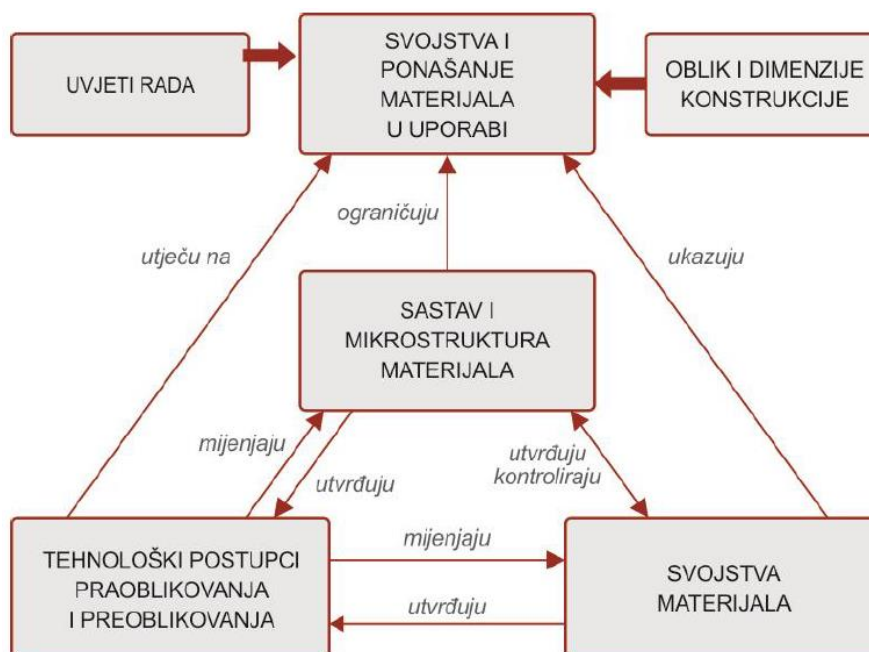 UVJETI RADA
SVOJSTVA I
PONAŠANJE
MATERIJALA
U UPORABI
OBLIK I DIMENZIJE
KONSTRUKCIJE
ograničuju
utječu na
ukazuju
SASTAV I
MIKROSTRUKTURA
MATERIJALA
mijenjaju
utvrđuju
utvrđuju
kontroliraju
TEHNOLOŠKI POSTUPCI
PRAOBLIKOVANJA
I PREOBLIKOVANJA
mijenjaju
utvrđuju
SVOJSTVA
MATERIJALA